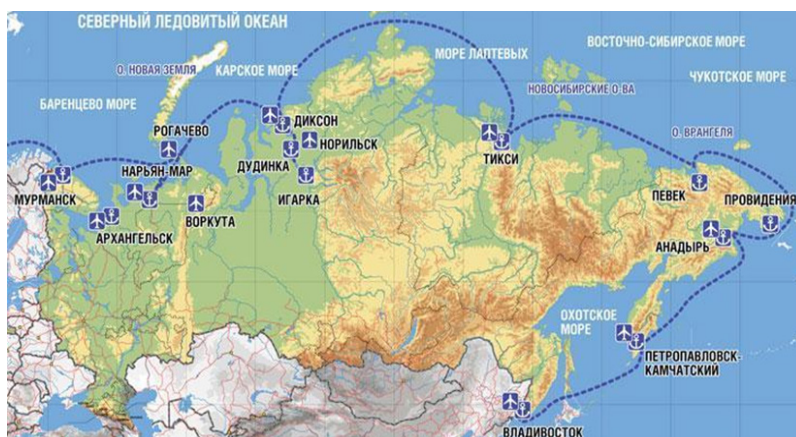 СЕВЕРНЫЙ ЛЕДОВИТЫЙ ОКЕАН
ВОСТОЧНО-СИБИРСКОЕ МОРЕ
МОРЕ ЛАПТЕВЫХ
О. НОВАЯ ЗЕМЛЯ
КАРСКОЕ МОРЕ
ЧУКОТСКОЕ МОРЕ
НОВОСИБИРСКИЕ О-ВА
БАРЕНЦЕВО МОРЕ
ДИКСОН
РОГАЧЕВО
О. ВРАНГЕЛЯ
НОРИЛЬСК
ДУДИНКА
ТИКСИ
НАРЬЯН-МАР
МУРМАНСК
ИГАРКА
ПЕВЕК
ПРОВИДЕНИЯ
ВОРКУТА
АРХАНГЕЛЬСК
АНАДЫРЬ
ОХОТСКОЕ
МОРЕ
ПЕТРОПАВЛОВСК-
КАМЧАТСКИЙ
ВЛАДИВОСТОК